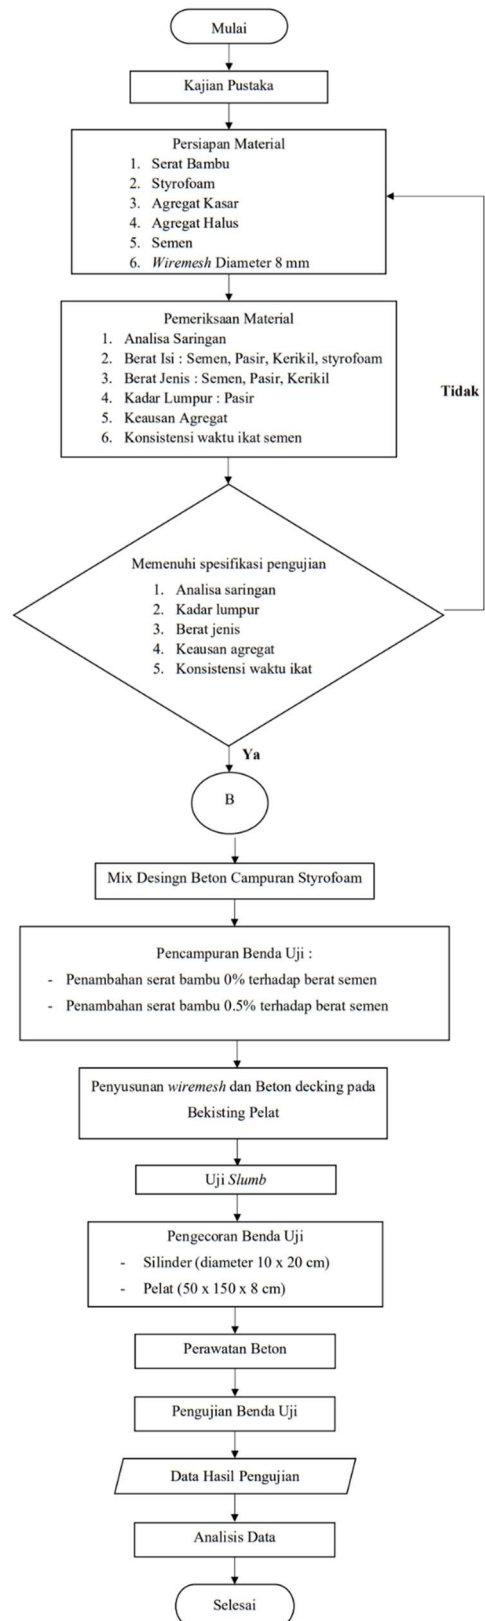 Mulai
Kajian Pustaka
Persiapan Material
1. Serat Bambu
2. Styrofoam
3. Agregat Kasar
4. Agregat Halus
5. Semen
6. Wiremesh Diameter 8 mm
Pemeriksaan Material
1. Analisa Saringan
2. Berat Isi : Semen, Pasir, Kerikil, styrofoam
3. Berat Jenis : Semen, Pasir, Kerikil
4. Kadar Lumpur : Pasir
5. Keausan Agregat
6. Konsistensi waktu ikat semen
Tidak
Memenuhi spesifikasi pengujian
1. Analisa saringan
2. Kadar lumpur
3. Berat jenis
4. Keausan agregat
5. Konsistensi waktu ikat
Ya
B
Mix Desingn Beton Campuran Styrofoam
Pencampuran Benda Uji :
- Penambahan serat bambu 0% terhadap berat semen
- Penambahan serat bambu 0.5% terhadap berat semen
Penyusunan wiremesh dan Beton decking pada
Bekisting Pelat
Uji Slumb
Pengecoran Benda Uji
- Silinder (diameter 10 x 20 cm)
- Pelat (50 x 150 x 8 cm)
Perawatan Beton
Pengujian Benda Uji
Data Hasil Pengujian
Analisis Data
Selesai